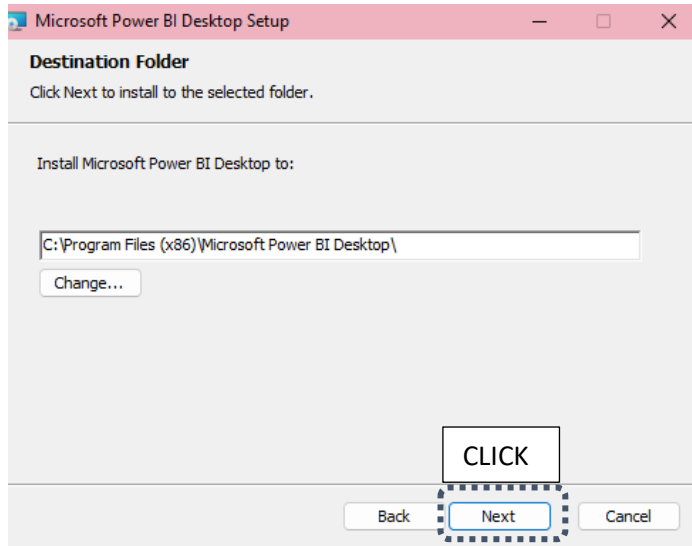 Microsoft Power BI Desktop Setup
Destination Folder
Click Next to install to the selected folder.
Install Microsoft Power BI Desktop to:
C:\Program Files (x86)\Microsoft Power BI Desktop\
Change...
CLICK
Back Next Cancel